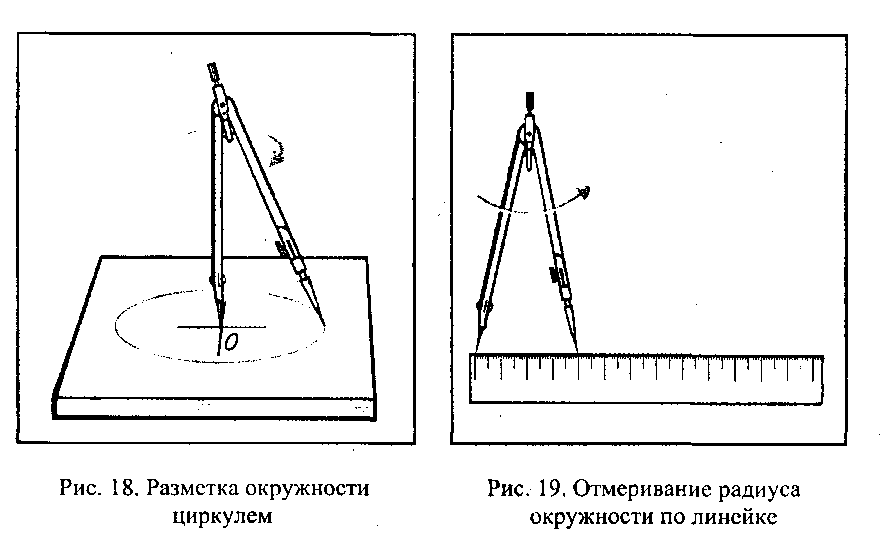 O
Рис. 18. Разметка окружности
циркулем
Рис. 19. Отмеривание радиуса
окружности по линейке